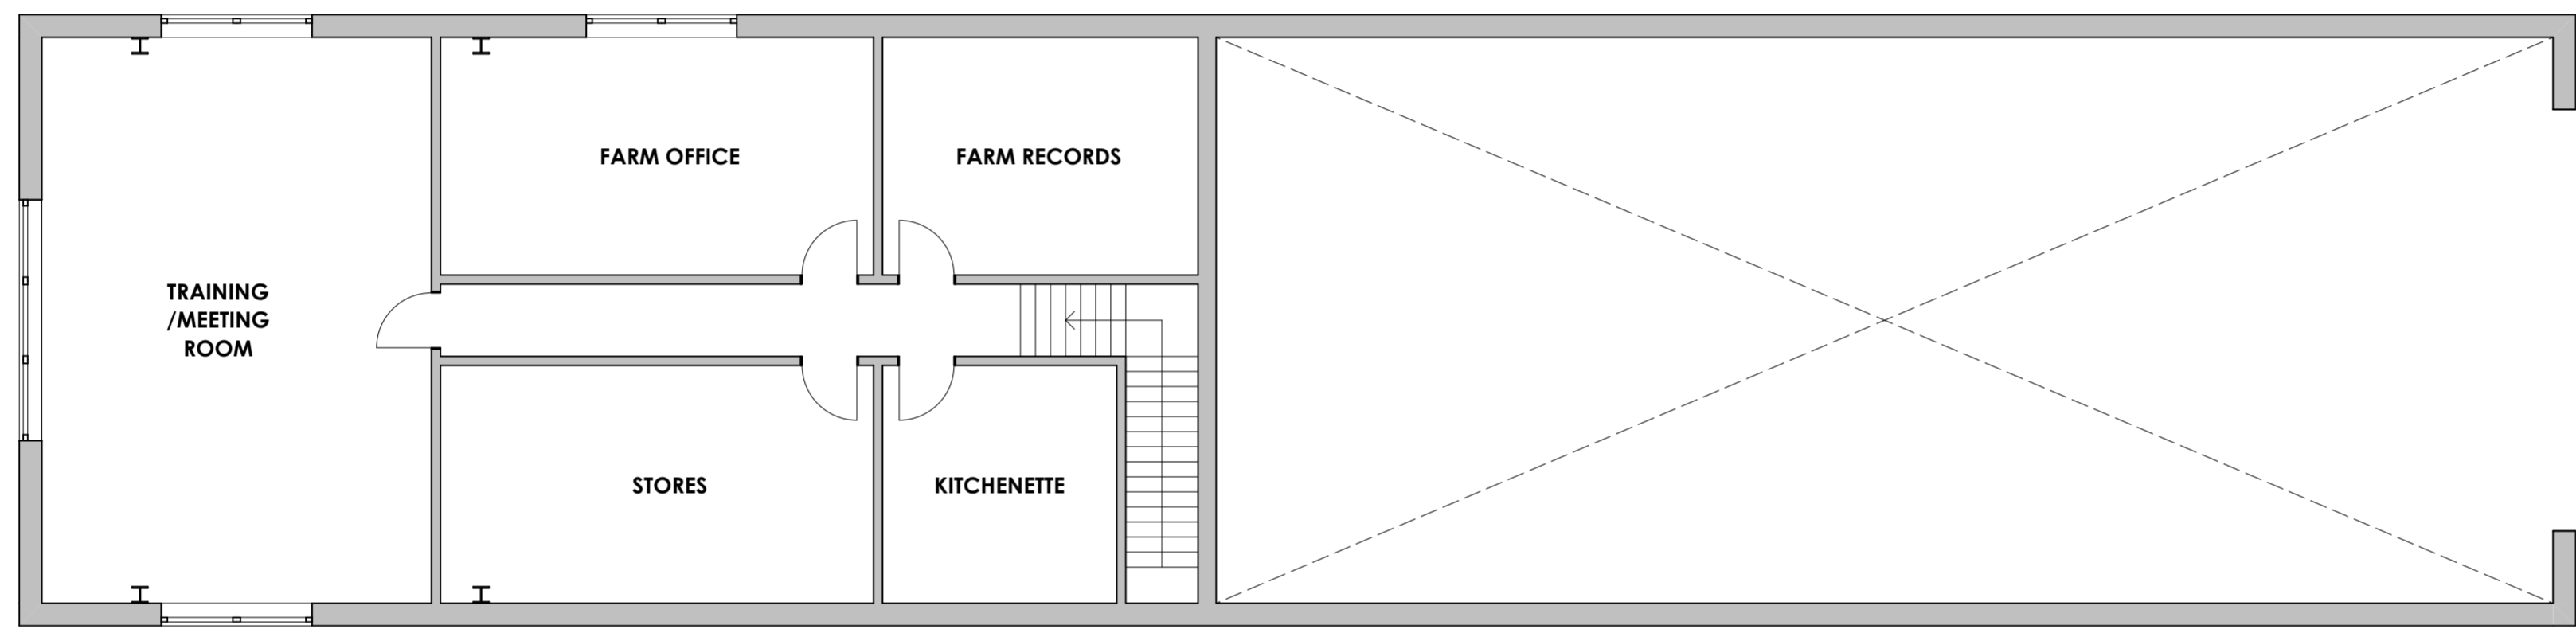 FARM OFFICE
FARM RECORDS
TRAINING
/MEETING
ROOM
STORES
KITCHENETTE